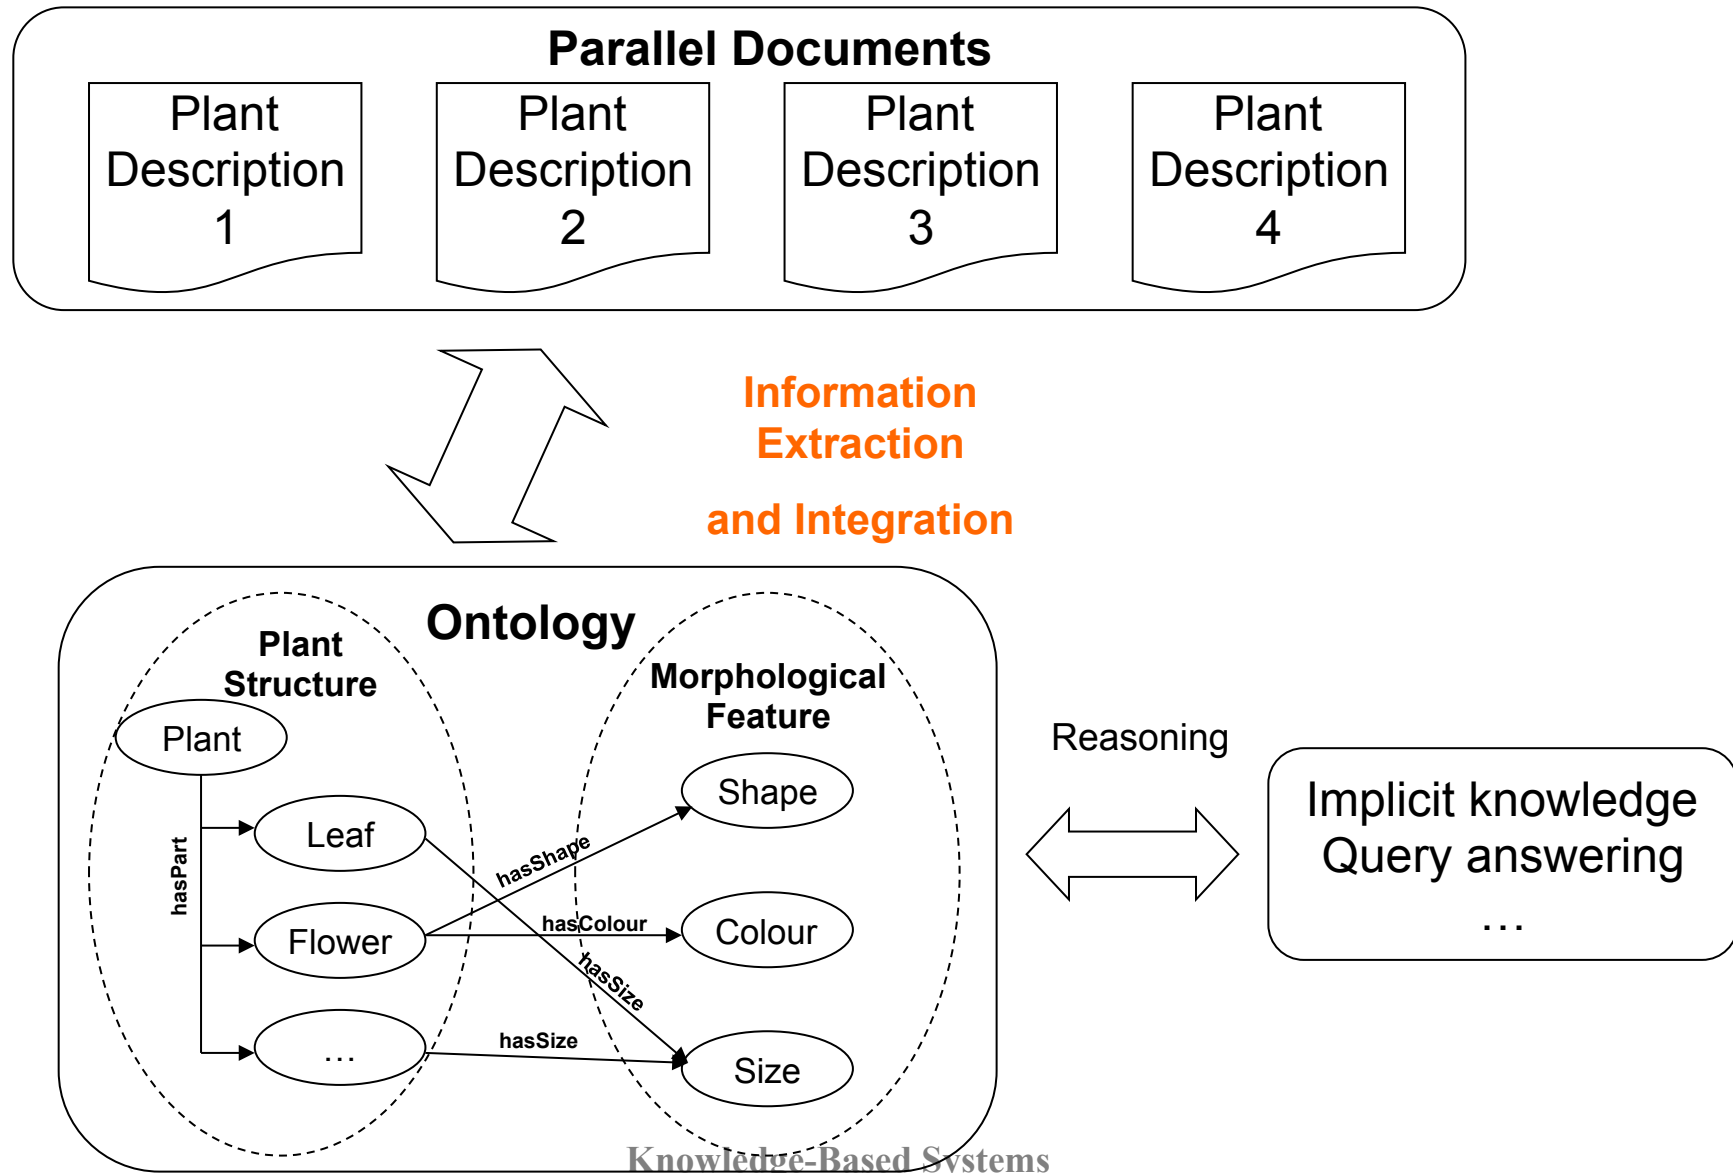 Parallel Documents
Plant
Description
1
Plant
Description
2
Plant
Description
3
Plant
Description
4
Information
Extraction
and Integration
Ontology
Plant
Structure
Morphological
Feature
Plant
Leaf
Flower
…
hasPart
hasShape
hasColour
hasSize
hasSize
Shape
Colour
Size
Reasoning
Implicit knowledge
Query answering
…
Knowledge-Based Systems